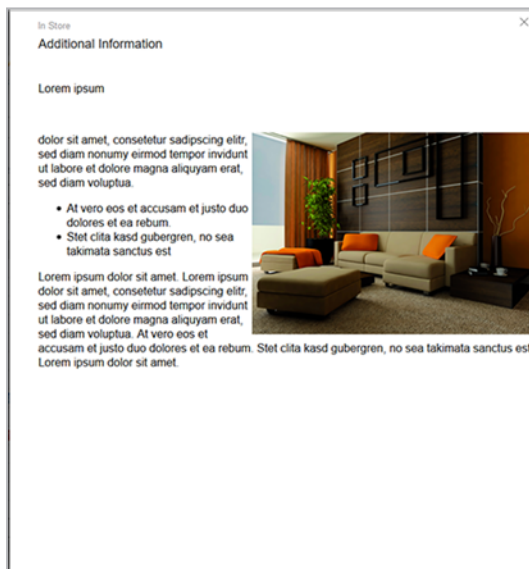 In Store
Additional Information
Lorem ipsum
dolor sit amet, consetetur sadipscing elitr,
sed diam nonumy eirmod tempor invidunt
ut labore et dolore magna aliquyam erat,
sed diam voluptua.
• At vero eos et accusam et justo duo
dolores et ea rebum.
• Stet clita kasd gubergren, no sea
takimata sanctus est
Lorem ipsum dolor sit amet. Lorem ipsum
dolor sit amet, consetetur sadipscing elitr,
sed diam nonumy eirmod tempor invidunt
ut labore et dolore magna aliquyam erat,
sed diam voluptua. At vero eos et
accusam et justo duo dolores et ea rebum. Stet clita kasd gubergren, no sea takimata sanctus est
Lorem ipsum dolor sit amet.